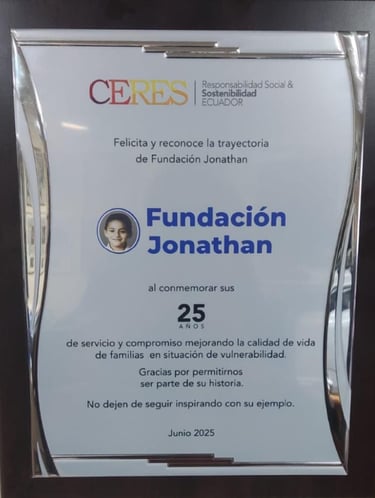 CERES
Responsabilidad Social &
Sostenibilidad
ECUADOR
Felicita y reconoce la trayectoria
de Fundación Jonathan
Fundación
Jonathan
al conmemorar sus
25
AÑOS
de servicio y compromiso mejorando la calidad de vida
de familias en situación de vulnerabilidad.
Gracias por permitirnos
ser parte de su historia.
No dejen de seguir inspirando con su ejemplo.
Junio 2025